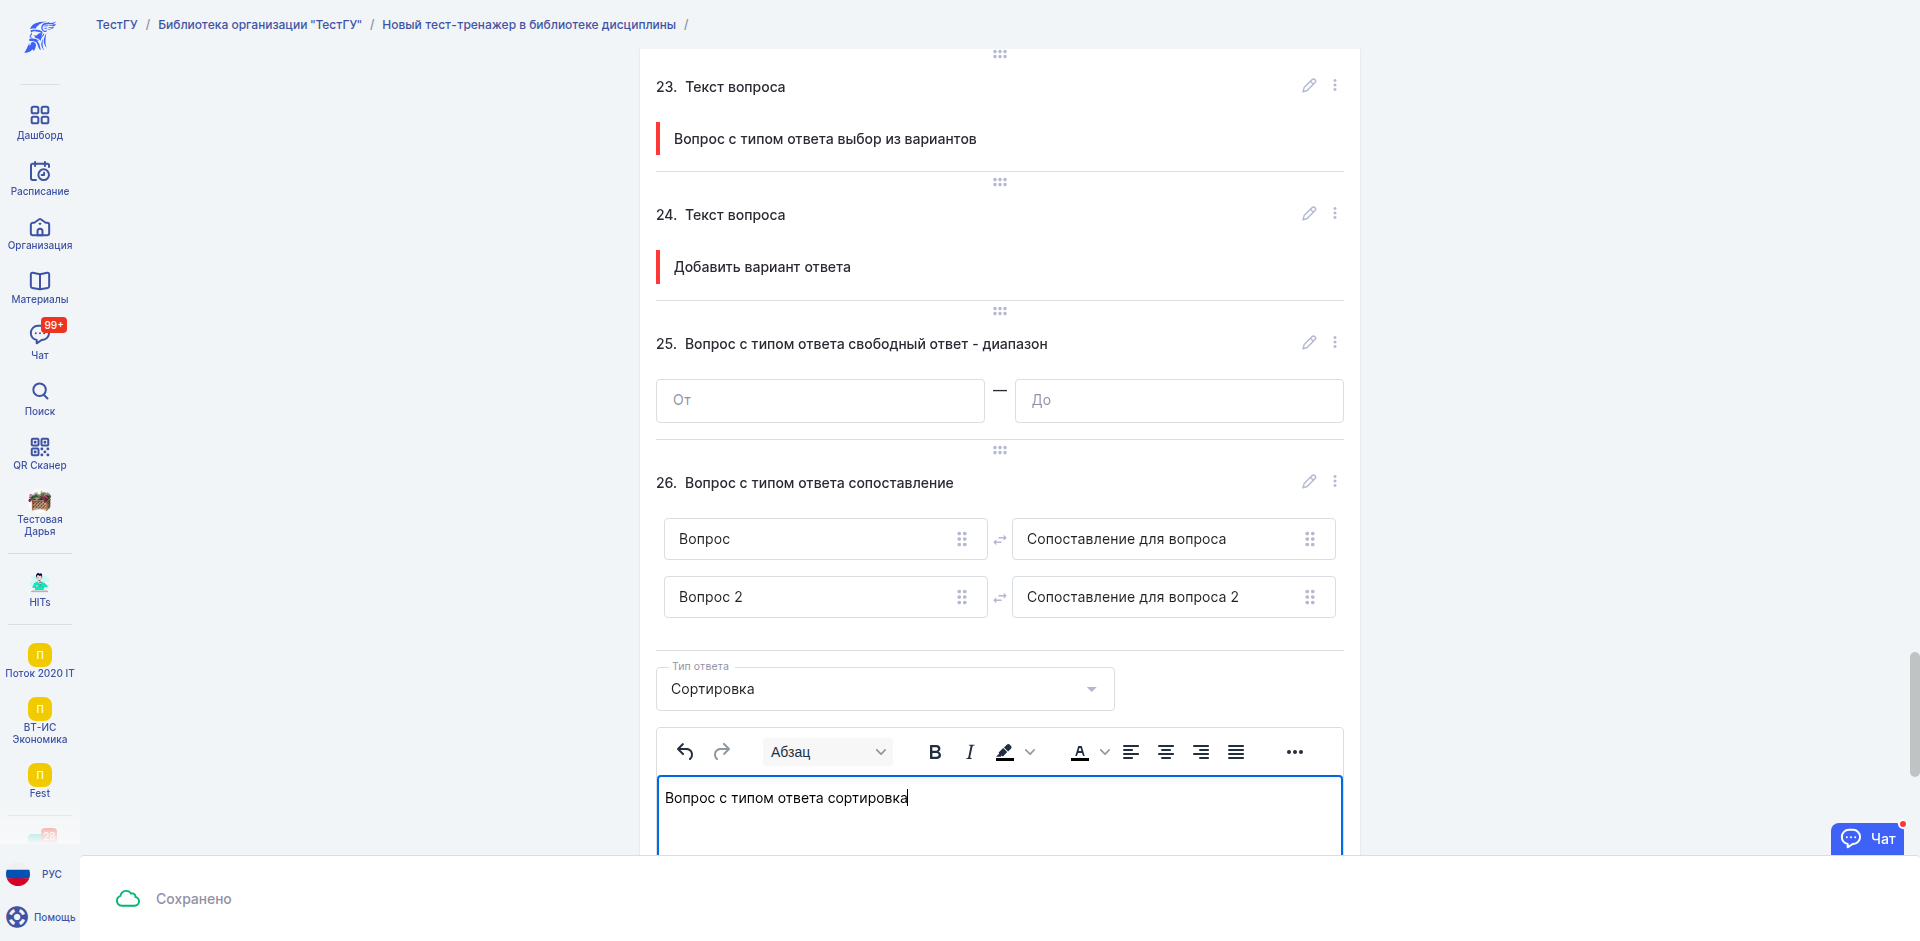 ТестГУ / Библиотека организации "ТестГУ" / Новый тест-тренажер в библиотеке дисциплины /
Дашборд
Расписание
Организация
Материалы
99+
Чат
Поиск
QR Сканер
Тестовая
Дарья
HITs
П
Поток 2020 IT
П
ВТ-ИС
Экономика
П
Fest
28
РУС
Помощь
23. Текст вопроса
Вопрос с типом ответа выбор из вариантов
24. Текст вопроса
Добавить вариант ответа
25. Вопрос с типом ответа свободный ответ - диапазон
От — До
26. Вопрос с типом ответа сопоставление
Вопрос Сопоставление для вопроса
Вопрос 2 Сопоставление для вопроса 2
Тип ответа
Сортировка
Абзац B I A
Вопрос с типом ответа сортировка
Чат
Сохранено